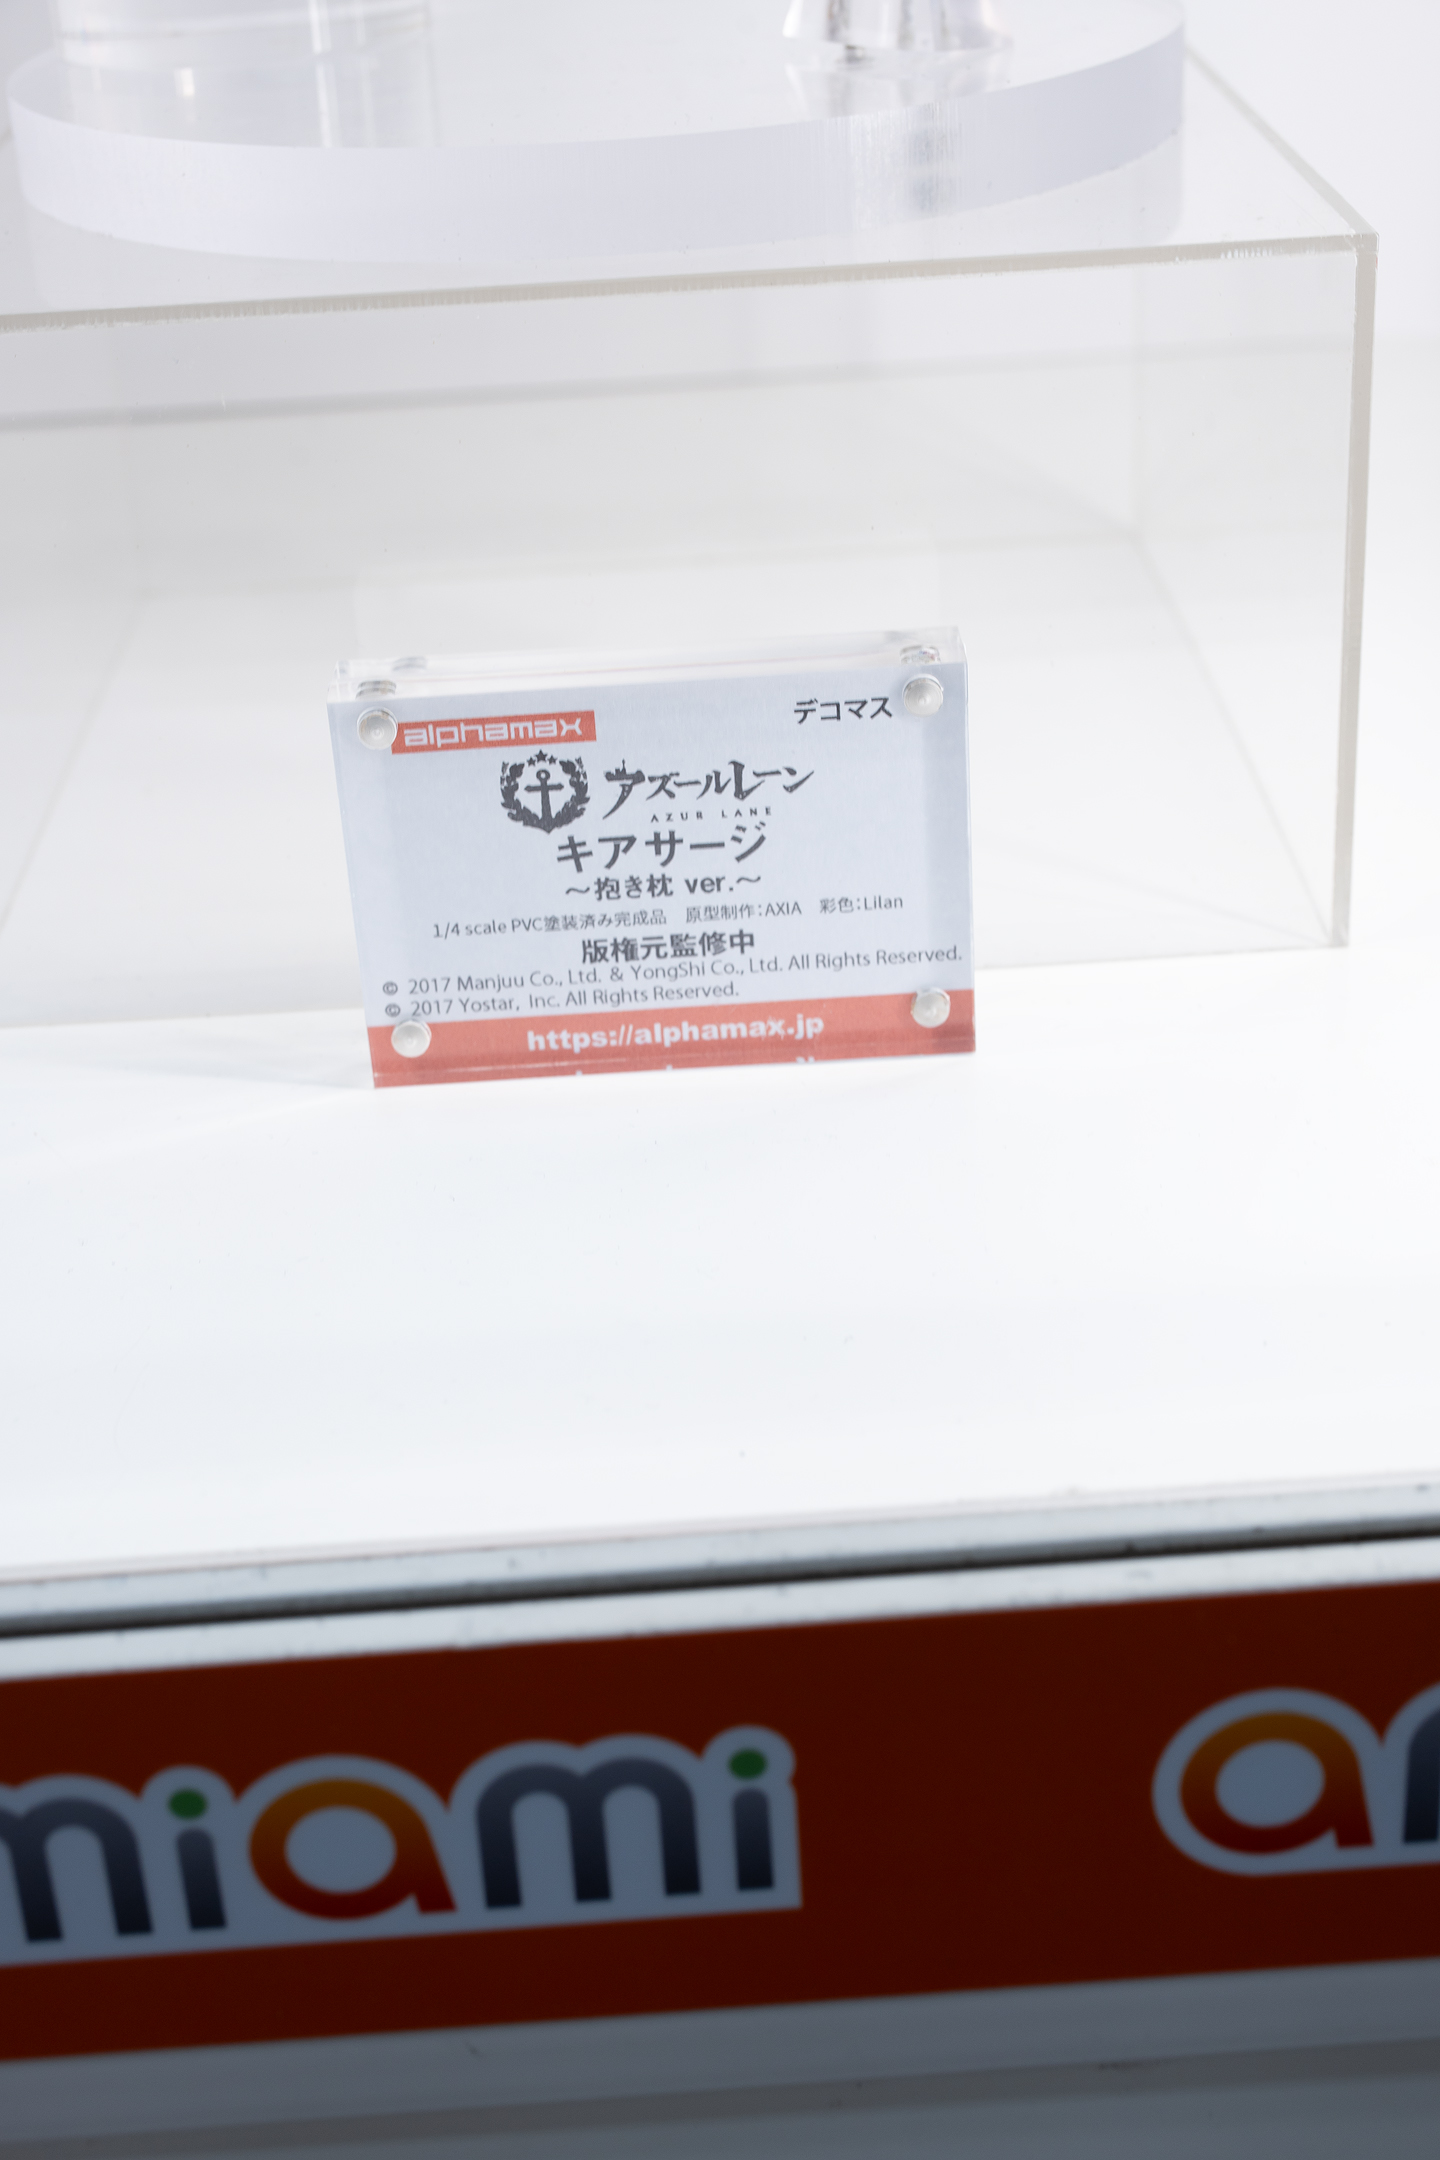 alphamax
デコマス
アズールレーン
AZUR LANE
キアサージ
～抱き枕 ver.～
1/4 scale PVC塗装済み完成品　原型制作：AXIA　彩色：Lilan
版権元監修中
© 2017 Manjuu Co., Ltd. & YongShi Co., Ltd. All Rights Reserved.
© 2017 Yostar, Inc. All Rights Reserved.
https://alphamax.jp
miami
am